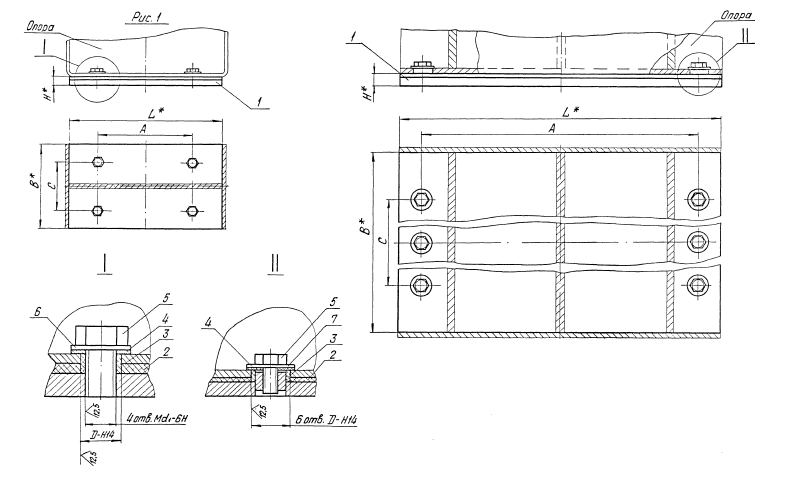 Рис. 1
Опора
I
H*
1
L*
A
B*
C
Опора
II
1
H*
L*
A
B*
C
I
6
5
4
3
2
12,5
4 отв. Md₁-6H
D-H14
12,5
II
4
5
7
3
2
12,5
6 отв. D-H14